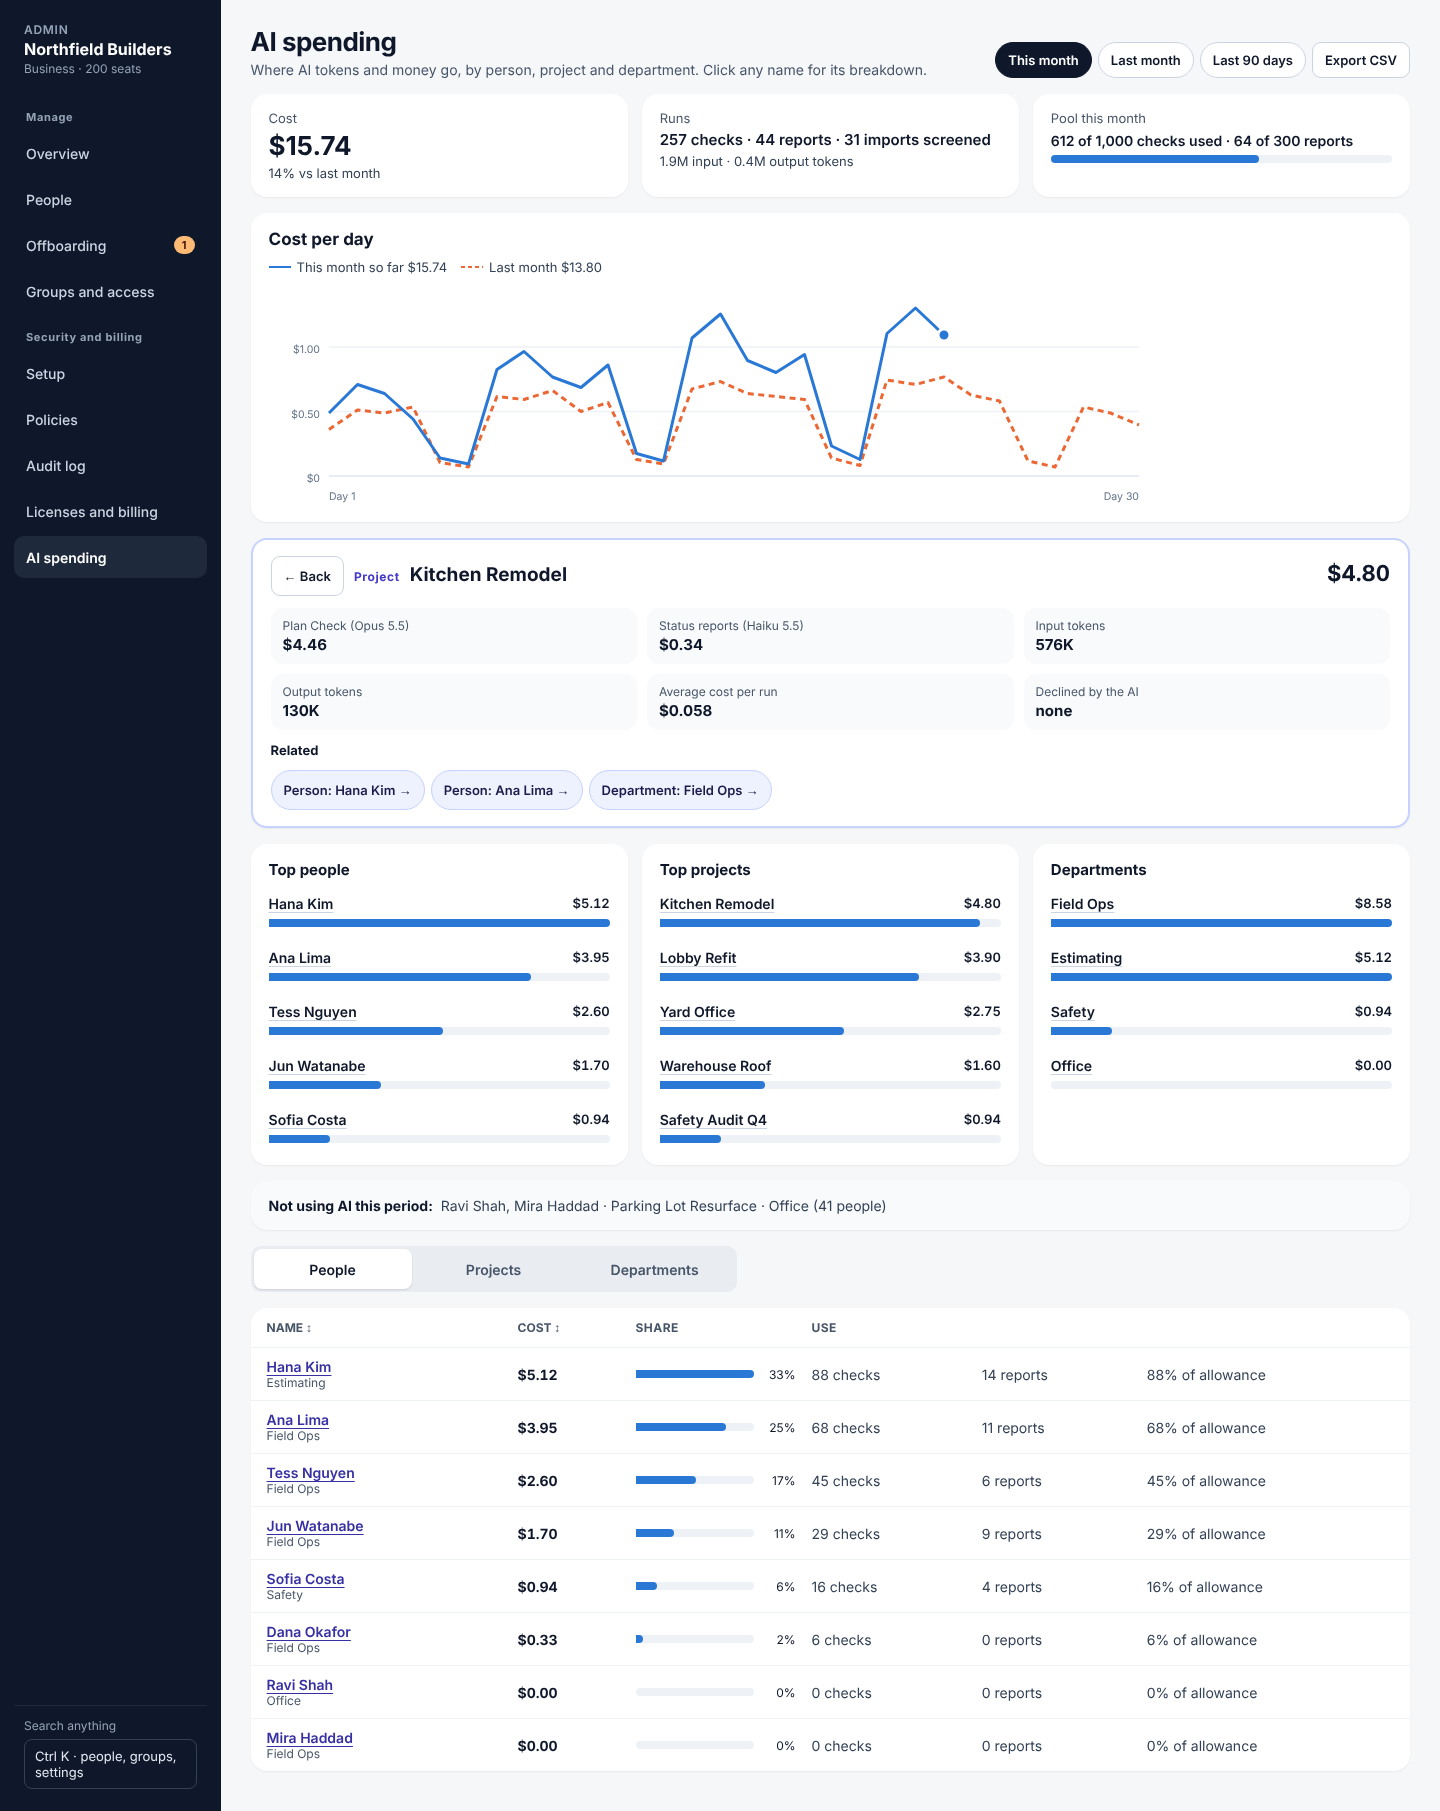 ADMIN
Northfield Builders
Business · 200 seats
Manage
Overview
People
Offboarding 1
Groups and access
Security and billing
Setup
Policies
Audit log
Licenses and billing
AI spending
Search anything
Ctrl K · people, groups,
settings
AI spending
Where AI tokens and money go, by person, project and department. Click any name for its breakdown.
This month Last month Last 90 days Export CSV
Cost
$15.74
14% vs last month
Runs
257 checks · 44 reports · 31 imports screened
1.9M input · 0.4M output tokens
Pool this month
612 of 1,000 checks used · 64 of 300 reports
Cost per day
This month so far $15.74 Last month $13.80
$1.00
$0.50
$0
Day 1 Day 30
← Back Project Kitchen Remodel $4.80
Plan Check (Opus 5.5)
$4.46
Status reports (Haiku 5.5)
$0.34
Input tokens
576K
Output tokens
130K
Average cost per run
$0.058
Declined by the AI
none
Related
Person: Hana Kim → Person: Ana Lima → Department: Field Ops →
Top people
Hana Kim $5.12
Ana Lima $3.95
Tess Nguyen $2.60
Jun Watanabe $1.70
Sofia Costa $0.94
Top projects
Kitchen Remodel $4.80
Lobby Refit $3.90
Yard Office $2.75
Warehouse Roof $1.60
Safety Audit Q4 $0.94
Departments
Field Ops $8.58
Estimating $5.12
Safety $0.94
Office $0.00
Not using AI this period: Ravi Shah, Mira Haddad · Parking Lot Resurface · Office (41 people)
People Projects Departments
NAME ↕ COST ↕ SHARE USE
Hana Kim
Estimating
$5.12 33% 88 checks 14 reports 88% of allowance
Ana Lima
Field Ops
$3.95 25% 68 checks 11 reports 68% of allowance
Tess Nguyen
Field Ops
$2.60 17% 45 checks 6 reports 45% of allowance
Jun Watanabe
Field Ops
$1.70 11% 29 checks 9 reports 29% of allowance
Sofia Costa
Safety
$0.94 6% 16 checks 4 reports 16% of allowance
Dana Okafor
Field Ops
$0.33 2% 6 checks 0 reports 6% of allowance
Ravi Shah
Office
$0.00 0% 0 checks 0 reports 0% of allowance
Mira Haddad
Field Ops
$0.00 0% 0 checks 0 reports 0% of allowance